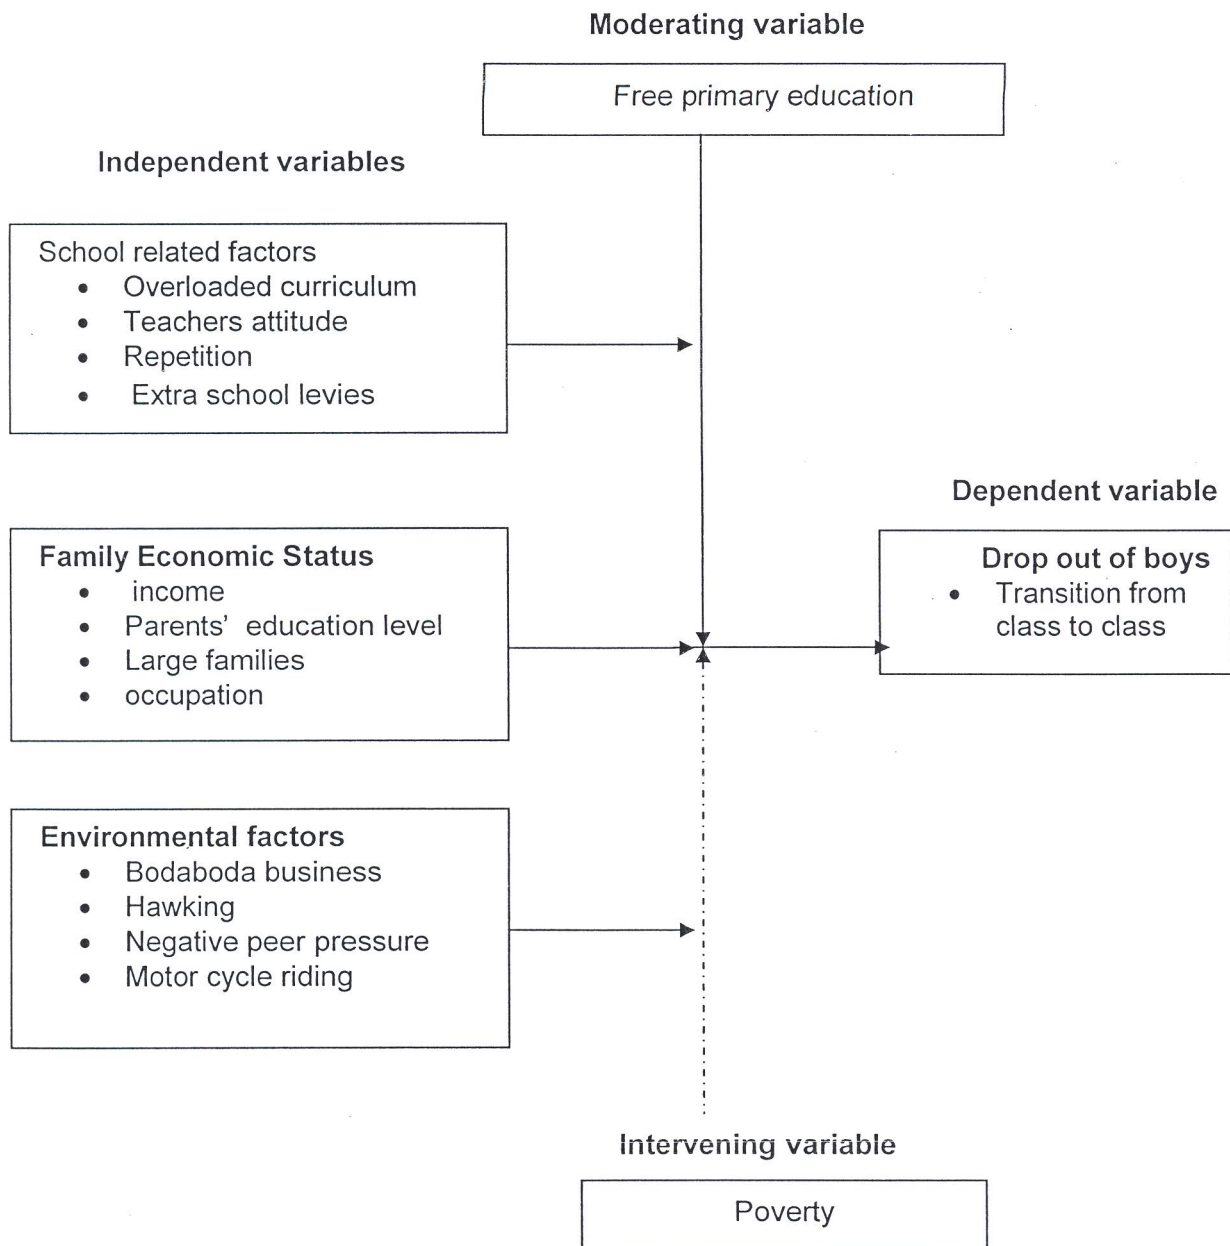 Moderating variable
Free primary education
Independent variables
School related factors
• Overloaded curriculum
• Teachers attitude
• Repetition
• Extra school levies
Dependent variable
Drop out of boys
• Transition from
class to class
Family Economic Status
• income
• Parents' education level
• Large families
• occupation
Environmental factors
• Bodaboda business
• Hawking
• Negative peer pressure
• Motor cycle riding
Intervening variable
Poverty